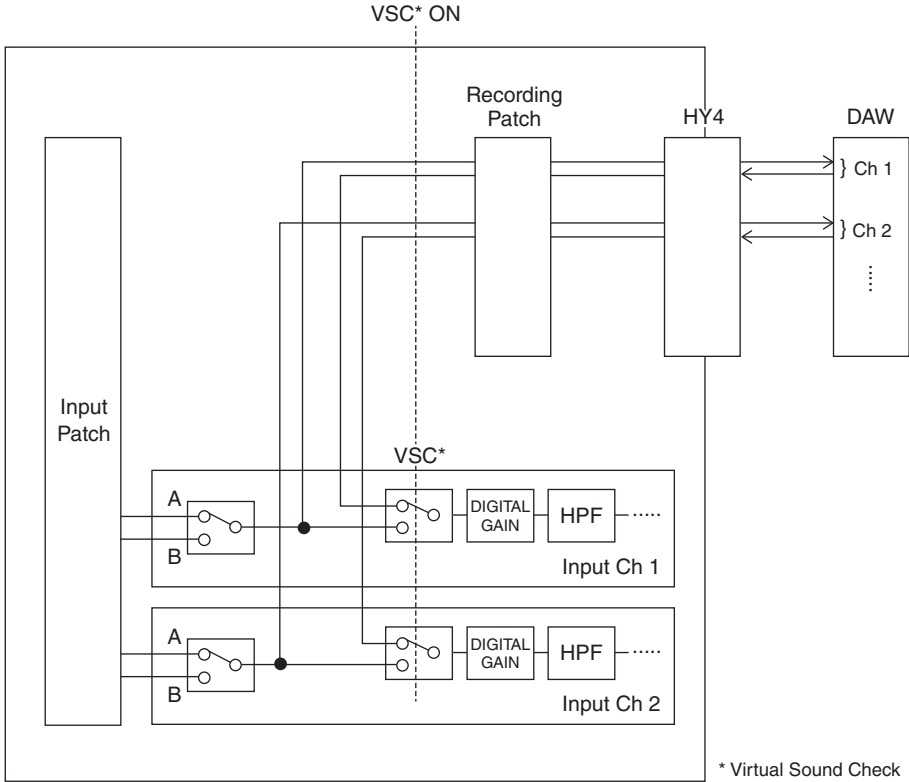 VSC* ON
Recording
Patch
HY4
DAW
} Ch 1
} Ch 2
Input
Patch
VSC*
A
B
DIGITAL
GAIN
HPF
Input Ch 1
A
B
DIGITAL
GAIN
HPF
Input Ch 2
* Virtual Sound Check